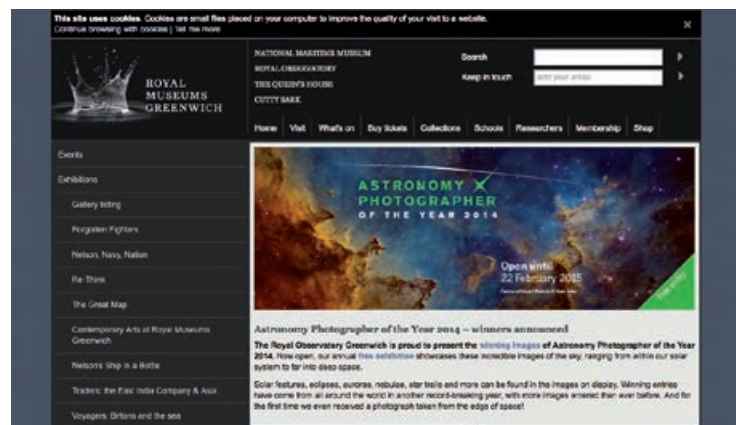 This site uses cookies. Cookies are small files placed on your computer to improve the quality of your visit to a website.
Continue browsing with cookies | Tell me more
ROYAL
MUSEUMS
GREENWICH
NATIONAL MARITIME MUSEUM
ROYAL OBSERVATORY
THE QUEEN'S HOUSE
CUTTY SARK
Search
Keep in touch
add your email
Home Visit What's on Buy tickets Collections Schools Researchers Membership Shop
Events
Exhibitions
Gallery listing
Forgotten Fighters
Nelson, Navy, Nation
Re Think
The Great Map
Contemporary Arts at Royal Museums
Greenwich
Nelson's Ship in a Bottle
Traders: the East India Company & Asia
Voyagers: Britons and the sea
ASTRONOMY
PHOTOGRAPHER
OF THE YEAR 2014
Open until
22 February 2015
free entry
Astronomy Photographer of the Year 2014 – winners announced
The Royal Observatory Greenwich is proud to present the winning images of Astronomy Photographer of the Year
2014. Now open, our annual free exhibition showcases these incredible images of the sky, ranging from within our solar
system to far into deep space.
Solar features, eclipses, auroras, nebulae, star trails and more can be found in the images on display. Winning entries
have come from all around the world in another record-breaking year, with more images entered than ever before. And for
the first time we even received a photograph taken from the edge of space!